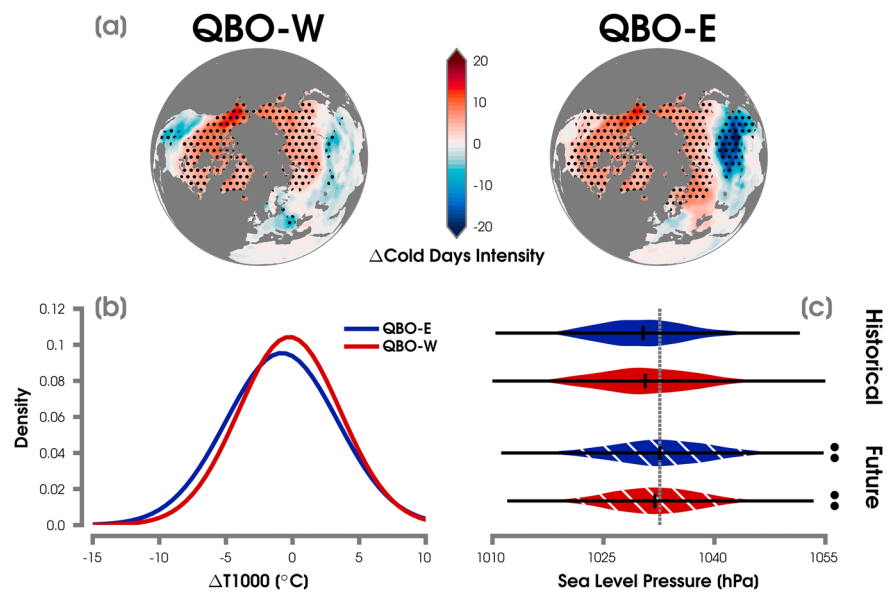 (a)
QBO-W
QBO-E
20
10
0
-10
-20
△Cold Days Intensity
(b)
0.12
0.1
0.08
0.06
0.04
0.02
0.0
Density
QBO-E
QBO-W
-15
-10
-5
0
5
10
△T1000 (°C)
(c)
Historical
Future
1010
1025
1040
1055
Sea Level Pressure (hPa)